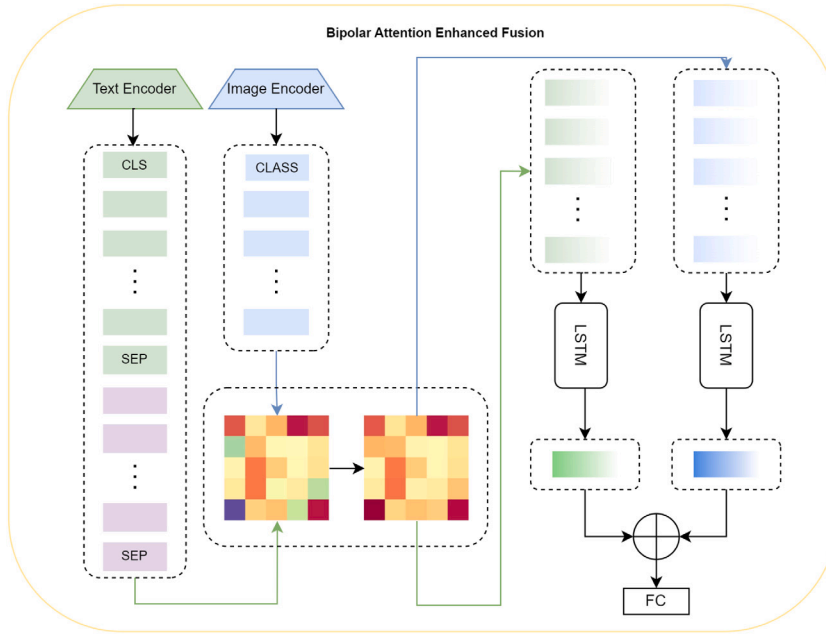 Bipolar Attention Enhanced Fusion
Text Encoder
Image Encoder
CLS
SEP
SEP
CLASS
LSTM
LSTM
FC